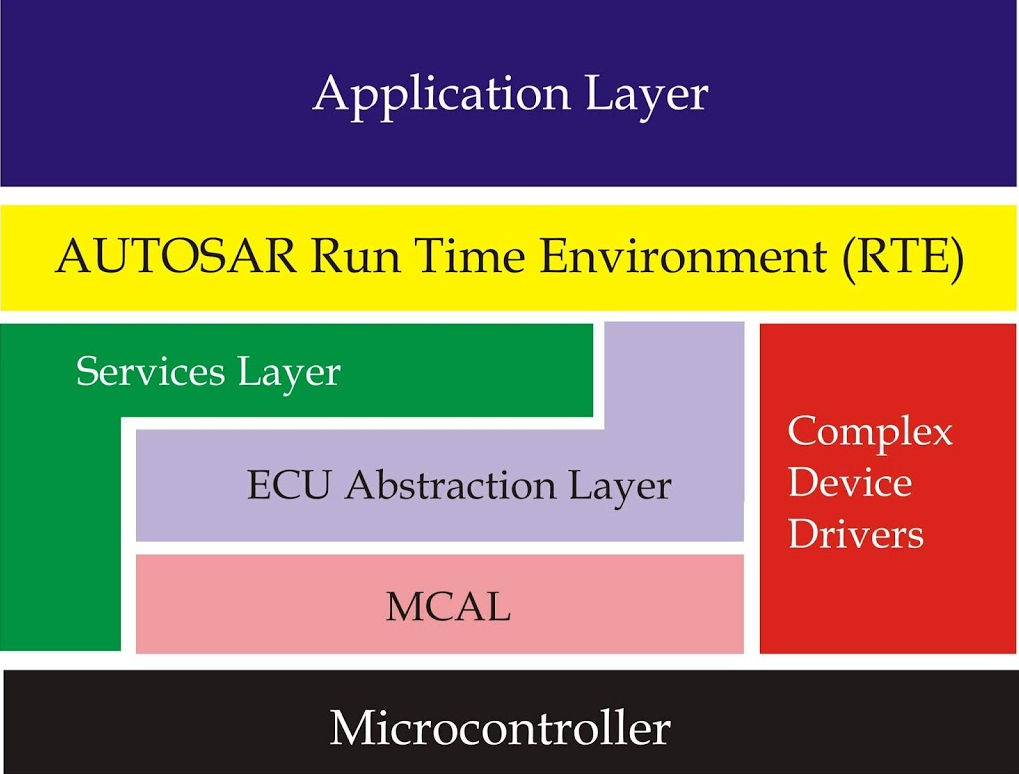 Application Layer
AUTOSAR Run Time Environment (RTE)
Services Layer
ECU Abstraction Layer
MCAL
Complex
Device
Drivers
Microcontroller